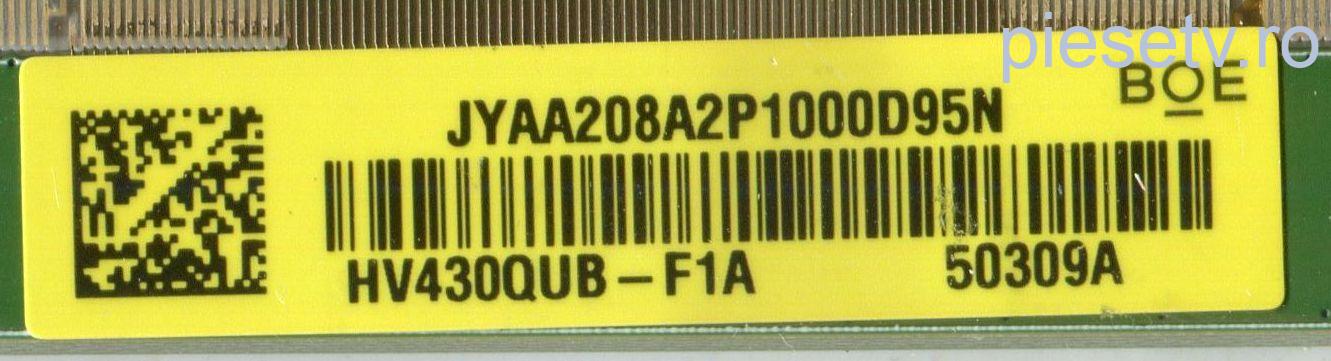 piesetv.ro
BOE
JYAA208A2P1000D95N
HV430QUB-F1A 50309A